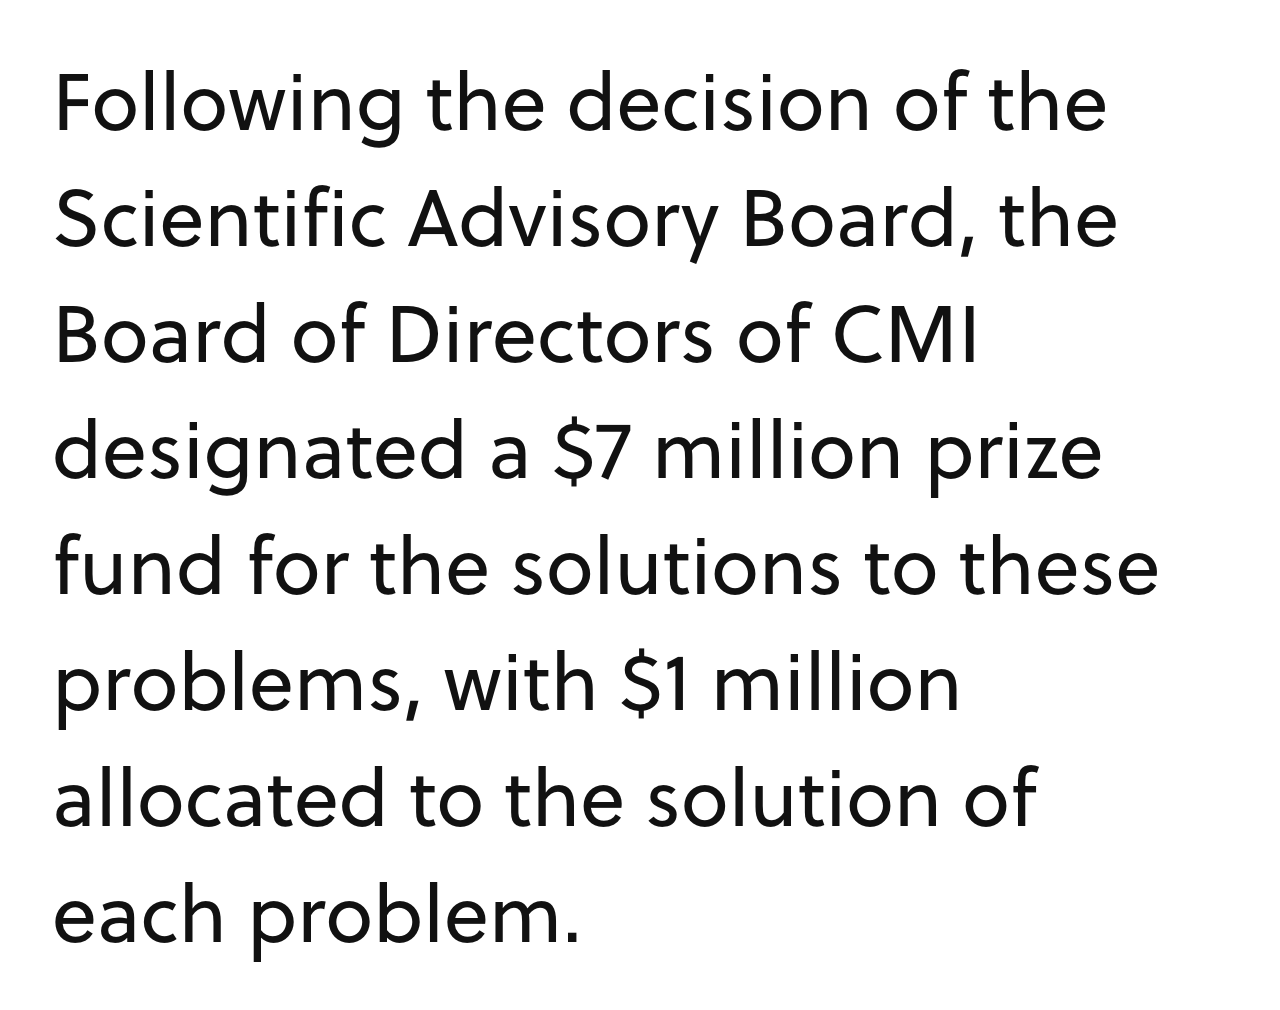 Following the decision of the
Scientific Advisory Board, the
Board of Directors of CMI
designated a $7 million prize
fund for the solutions to these
problems, with $1 million
allocated to the solution of
each problem.